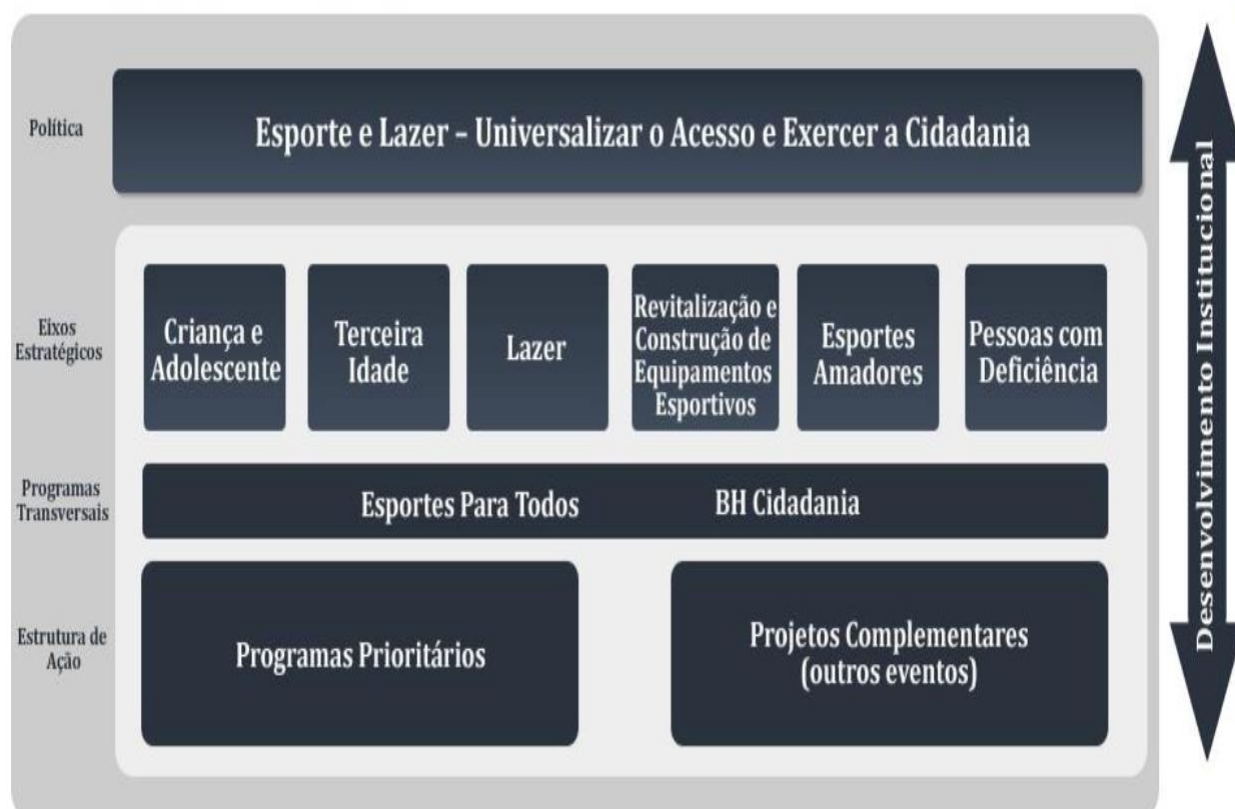 Política
Esporte e Lazer – Universalizar o Acesso e Exercer a Cidadania
Eixos
Estratégicos
Criança e
Adolescente
Terceira
Idade
Lazer
Revitalização e
Construção de
Equipamentos
Esportivos
Esportes
Amadores
Pessoas com
Deficiência
Programas
Transversais
Esportes Para Todos BH Cidadania
Estrutura de
Ação
Programas Prioritários
Projetos Complementares
(outros eventos)
Desenvolvimento Institucional